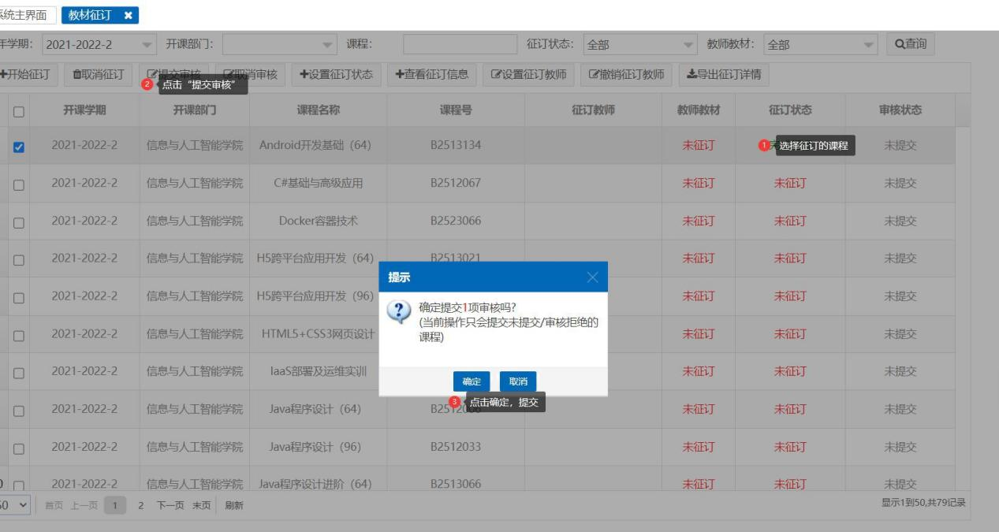 系统主界面 教材征订 ✖
年学期: 2021-2022-2 开课部门: 课程: 征订状态: 全部 教师教材: 全部 查询
开始征订 取消征订 提交审核 取消审核 设置征订状态 查看征订信息 设置征订教师 撤销征订教师 导出征订详情
2 点击“提交审核”
开课学期 开课部门 课程名称 课程号 征订教师 教师教材 征订状态 审核状态
2021-2022-2 信息与人工智能学院 Android开发基础（64） B2513134 未征订 未提交
1 选择征订的课程
2021-2022-2 信息与人工智能学院 C#基础与高级应用 B2512067 未征订 未征订 未提交
2021-2022-2 信息与人工智能学院 Docker容器技术 B2523066 未征订 未征订 未提交
2021-2022-2 信息与人工智能学院 H5跨平台应用开发（64） B2513021 未征订 未征订 未提交
2021-2022-2 信息与人工智能学院 H5跨平台应用开发（96） 未征订 未征订 未提交
2021-2022-2 信息与人工智能学院 HTML5+CSS3网页设计 未征订 未征订 未提交
2021-2022-2 信息与人工智能学院 IaaS部署及运维实训 未征订 未征订 未提交
2021-2022-2 信息与人工智能学院 Java程序设计（64） 未征订 未征订 未提交
2021-2022-2 信息与人工智能学院 Java程序设计（96） B2512033 未征订 未征订 未提交
2021-2022-2 信息与人工智能学院 Java程序设计进阶（64） B2513066 未征订 未征订 未提交
提示
确定提交1项审核吗?
(当前操作只会提交未提交/审核拒绝的
课程)
确定 取消
3 点击确定，提交
50 首页 上一页 1 2 下一页 末页 刷新 显示1到50,共79记录